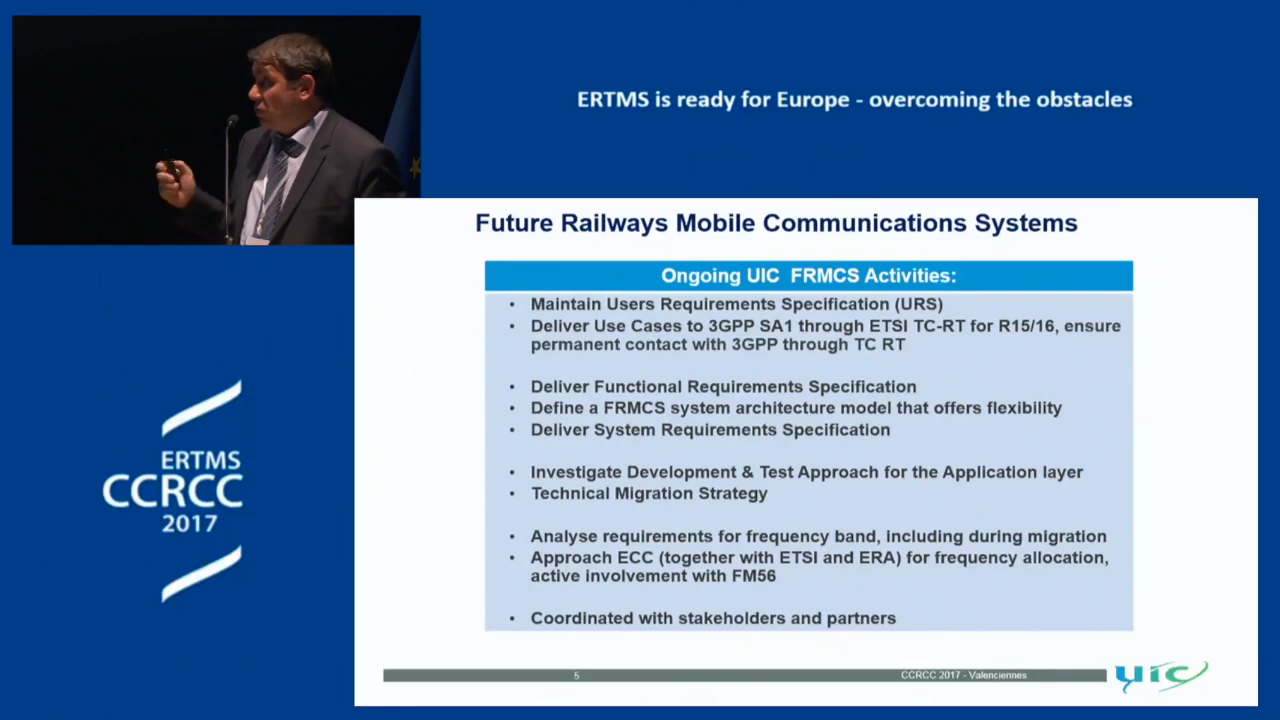 ERTMS is ready for Europe - overcoming the obstacles
Future Railways Mobile Communications Systems
Ongoing UIC FRMCS Activities:
• Maintain Users Requirements Specification (URS)
• Deliver Use Cases to 3GPP SA1 through ETSI TC-RT for R15/16, ensure
permanent contact with 3GPP through TC RT
• Deliver Functional Requirements Specification
• Define a FRMCS system architecture model that offers flexibility
• Deliver System Requirements Specification
• Investigate Development & Test Approach for the Application layer
• Technical Migration Strategy
• Analyse requirements for frequency band, including during migration
• Approach ECC (together with ETSI and ERA) for frequency allocation,
active involvement with FM56
• Coordinated with stakeholders and partners
5
CCRCC 2017 - Valenciennes
uic
ERTMS
CCRCC
2017